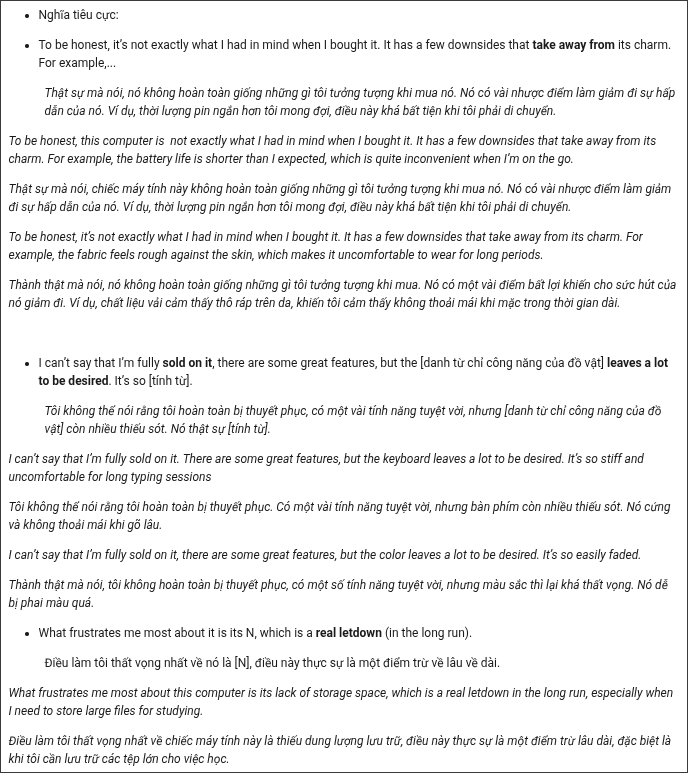 Nghĩa tiêu cực:
To be honest, it's not exactly what I had in mind when I bought it. It has a few downsides that take away from its charm.
For example,...
Thật sự mà nói, nó không hoàn toàn giống những gì tôi tưởng tượng khi mua nó. Nó có vài nhược điểm làm giảm đi sự hấp
dẫn của nó. Ví dụ, thời lượng pin ngắn hơn tôi mong đợi, điều này khá bất tiện khi tôi phải di chuyển.
To be honest, this computer is  not exactly what I had in mind when I bought it. It has a few downsides that take away from its
charm. For example, the battery life is shorter than I expected, which is quite inconvenient when I'm on the go.
Thật sự mà nói, chiếc máy tính này không hoàn toàn giống những gì tôi tưởng tượng khi mua nó. Nó có vài nhược điểm làm giảm
đi sự hấp dẫn của nó. Ví dụ, thời lượng pin ngắn hơn tôi mong đợi, điều này khá bất tiện khi tôi phải di chuyển.
To be honest, it's not exactly what I had in mind when I bought it. It has a few downsides that take away from its charm. For
example, the fabric feels rough against the skin, which makes it uncomfortable to wear for long periods.
Thành thật mà nói, nó không hoàn toàn giống những gì tôi tưởng tượng khi mua. Nó có một vài điểm bất lợi khiến cho sức hút của
nó giảm đi. Ví dụ, chất liệu vải cảm thấy thô ráp trên da, khiến tôi cảm thấy không thoải mái khi mặc trong thời gian dài.
I can't say that I'm fully sold on it, there are some great features, but the [danh từ chỉ công năng của đồ vật] leaves a lot
to be desired. It's so [tính từ].
Tôi không thể nói rằng tôi hoàn toàn bị thuyết phục, có một vài tính năng tuyệt vời, nhưng [danh từ chỉ công năng của đồ
vật] còn nhiều thiếu sót. Nó thật sự [tính từ].
I can't say that I'm fully sold on it. There are some great features, but the keyboard leaves a lot to be desired. It's so stiff and
uncomfortable for long typing sessions
Tôi không thể nói rằng tôi hoàn toàn bị thuyết phục. Có một vài tính năng tuyệt vời, nhưng bàn phím còn nhiều thiếu sót. Nó cứng
và không thoải mái khi gõ lâu.
I can't say that I'm fully sold on it, there are some great features, but the color leaves a lot to be desired. It's so easily faded.
Thành thật mà nói, tôi không hoàn toàn bị thuyết phục, có một số tính năng tuyệt vời, nhưng màu sắc thì lại khá thất vọng. Nó dễ
bị phai màu quá.
What frustrates me most about it is its N, which is a real letdown (in the long run).
Điều làm tôi thất vọng nhất về nó là [N], điều này thực sự là một điểm trừ về lâu về dài.
What frustrates me most about this computer is its lack of storage space, which is a real letdown in the long run, especially when
I need to store large files for studying.
Điều làm tôi thất vọng nhất về chiếc máy tính này là thiếu dung lượng lưu trữ, điều này thực sự là một điểm trừ lâu dài, đặc biệt là
khi tôi cần lưu trữ các tệp lớn cho việc học.